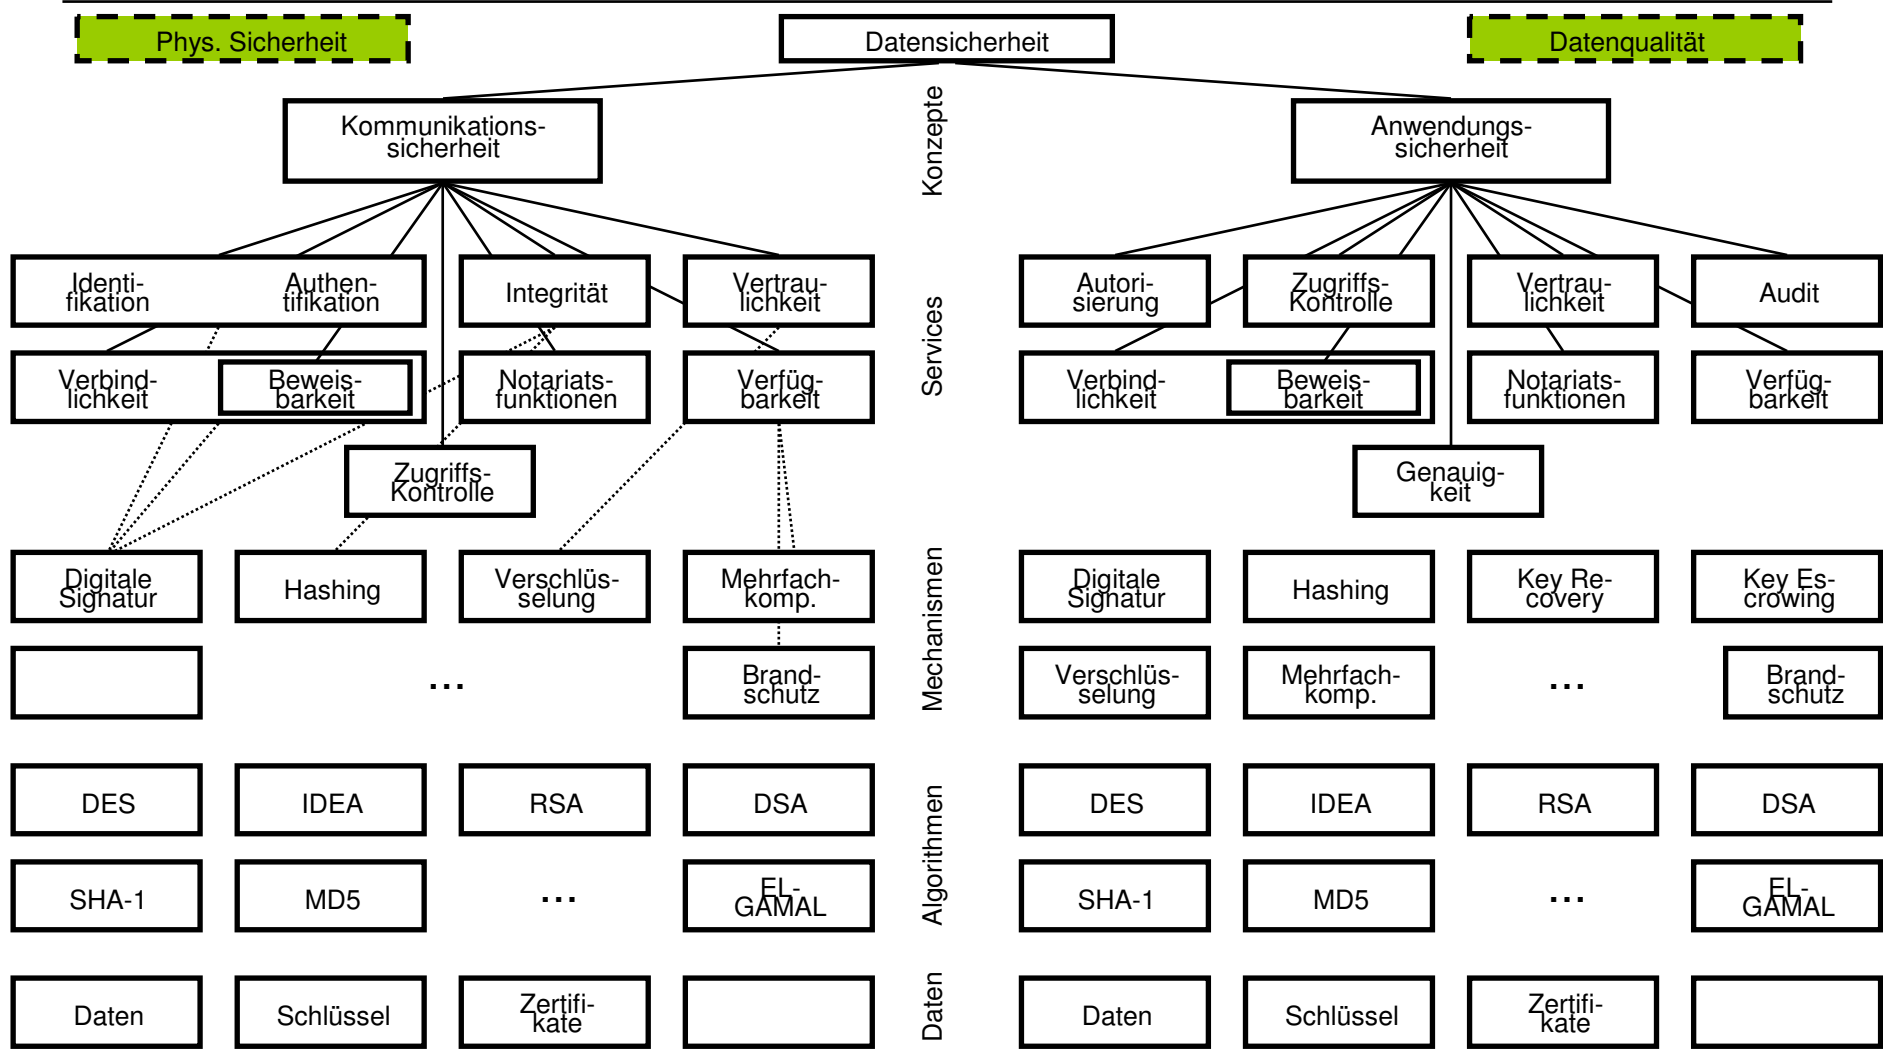 Phys. Sicherheit
Datensicherheit
Datenqualität
Konzepte
Kommunikations-
sicherheit
Anwendungs-
sicherheit
Services
Identi-
fikation
Authen-
tifikation
Integrität
Vertrau-
lichkeit
Autori-
sierung
Zugriffs-
Kontrolle
Vertrau-
lichkeit
Audit
Verbind-
lichkeit
Beweis-
barkeit
Notariats-
funktionen
Verfüg-
barkeit
Verbind-
lichkeit
Beweis-
barkeit
Notariats-
funktionen
Verfüg-
barkeit
Zugriffs-
Kontrolle
Genauig-
keit
Mechanismen
Digitale
Signatur
Hashing
Verschlüs-
selung
Mehrfach-
komp.
Digitale
Signatur
Hashing
Key Re-
covery
Key Es-
crowing
...
Brand-
schutz
Verschlüs-
selung
Mehrfach-
komp.
...
Brand-
schutz
Algorithmen
DES
IDEA
RSA
DSA
DES
IDEA
RSA
DSA
SHA-1
MD5
...
EL-
GAMAL
SHA-1
MD5
...
EL-
GAMAL
Daten
Daten
Schlüssel
Zertifi-
kate
Daten
Schlüssel
Zertifi-
kate